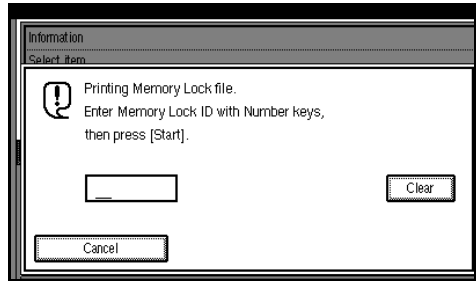 Information
Select item
Printing Memory Lock file.
Enter Memory Lock ID with Number keys,
then press [Start].
Clear
Cancel